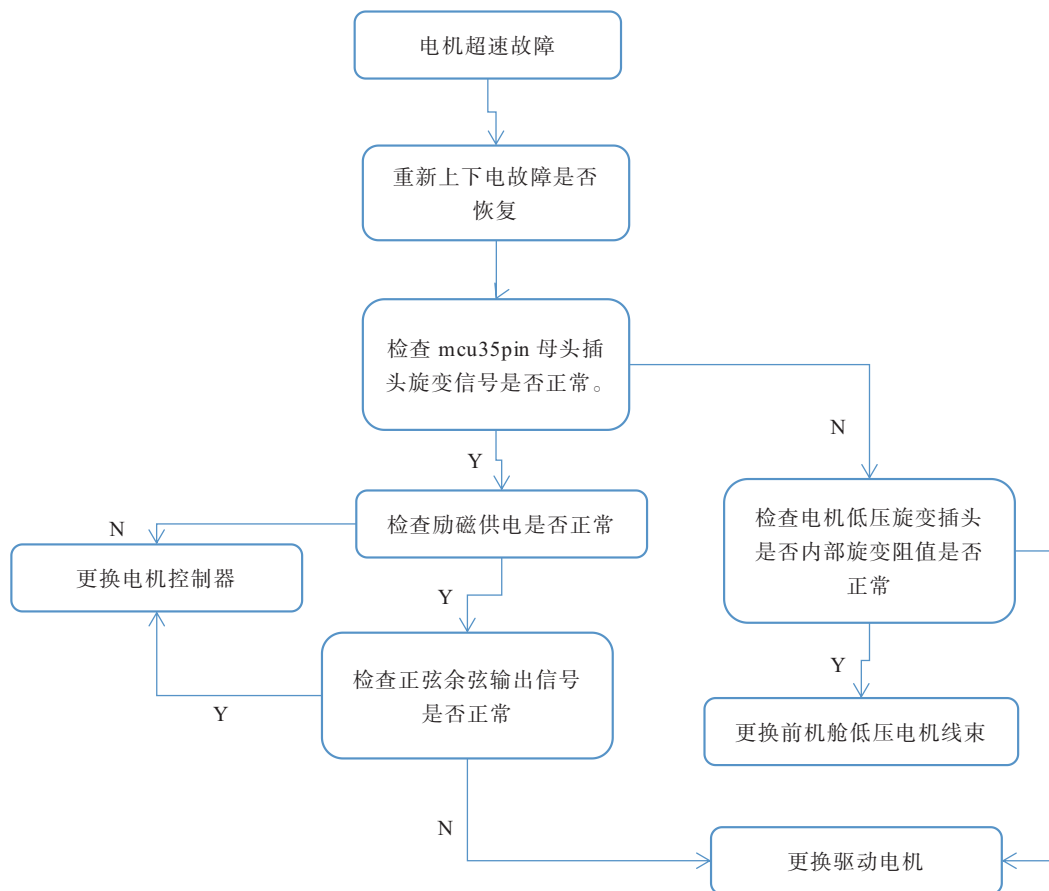 电机超速故障
重新上下电故障是否
恢复
检查 mcu35pin 母头插
头旋变信号是否正常。
N
Y
检查励磁供电是否正常
检查电机低压旋变插头
是否内部旋变阻值是否
正常
N
更换电机控制器
Y
检查正弦余弦输出信号
是否正常
Y
Y
更换前机舱低压电机线束
N
更换驱动电机